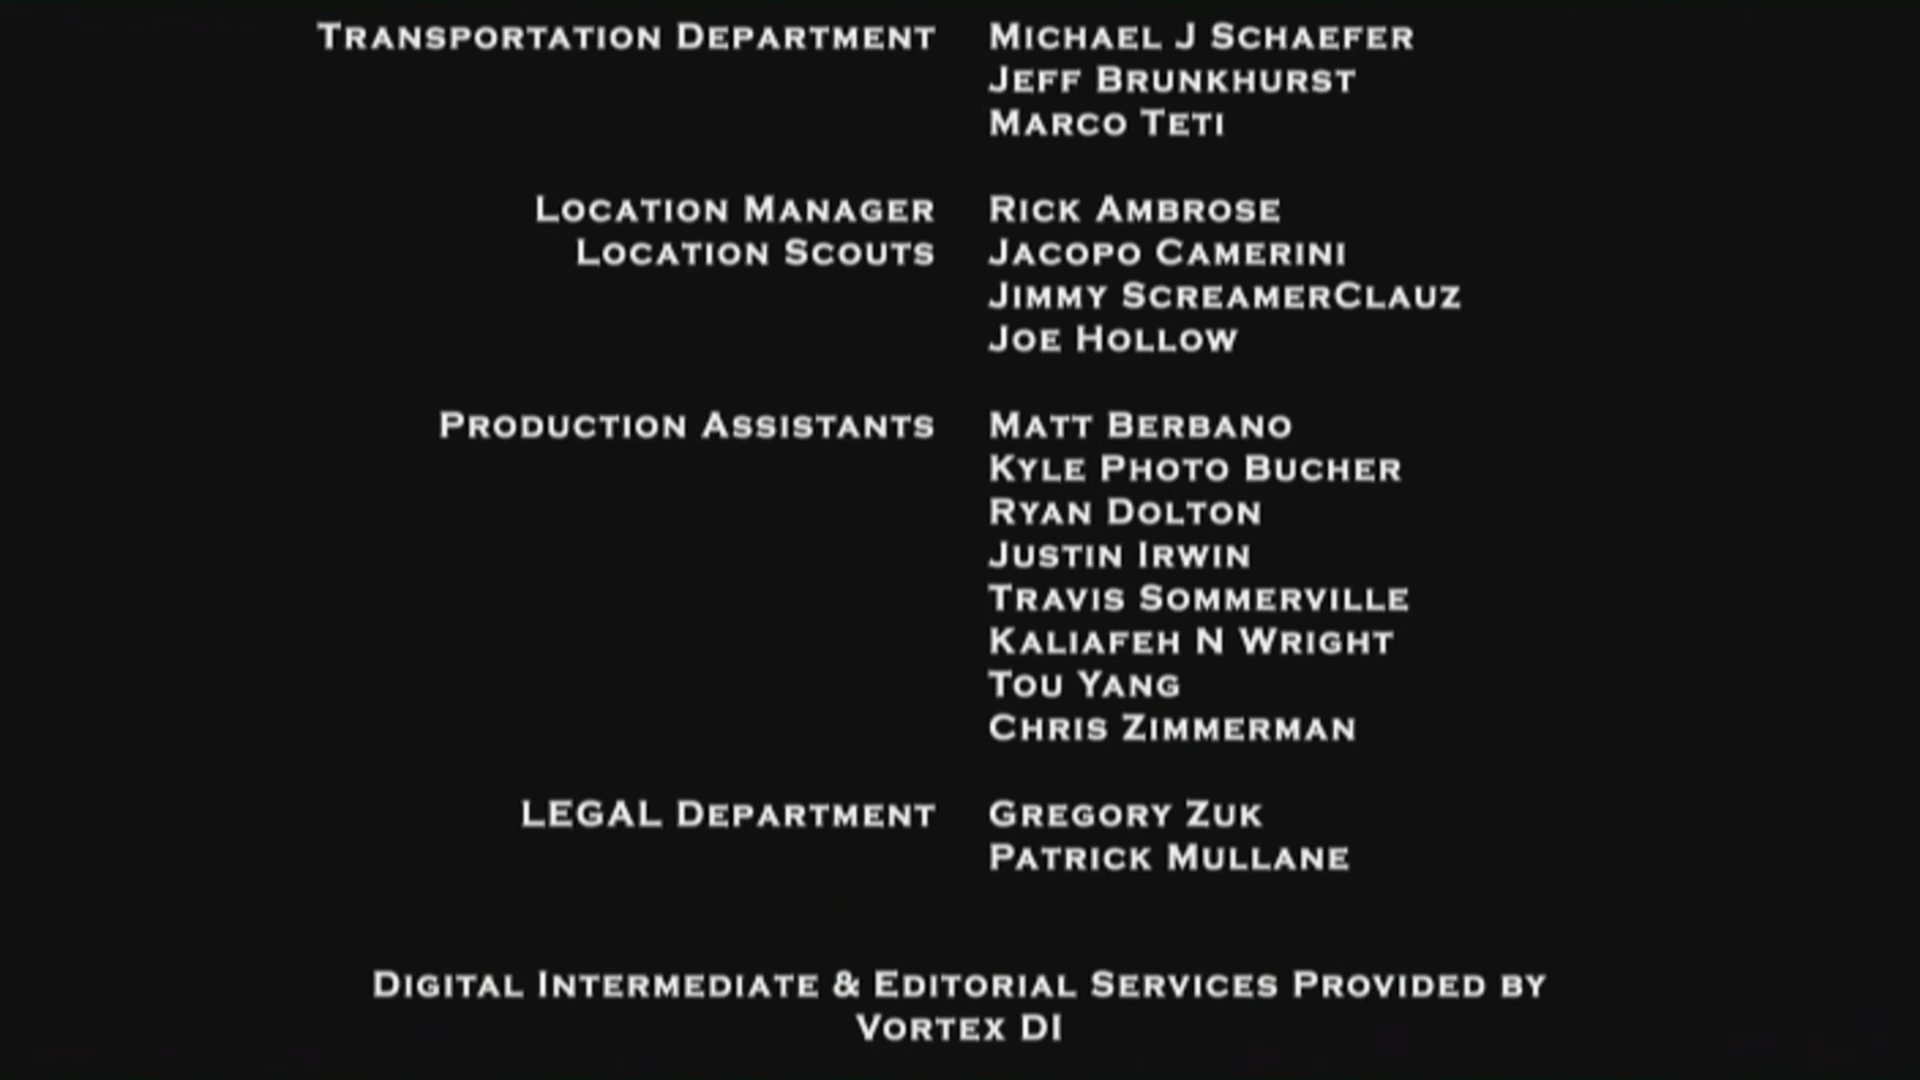 Transportation Department Michael J Schaefer
Jeff Brunkhurst
Marco Teti
Location Manager Rick Ambrose
Location Scouts Jacopo Camerini
Jimmy ScreamerClauz
Joe Hollow
Production Assistants Matt Berbano
Kyle Photo Bucher
Ryan Dolton
Justin Irwin
Travis Sommerville
Kaliafeh N Wright
Tou Yang
Chris Zimmerman
LEGAL Department Gregory Zuk
Patrick Mullane
Digital Intermediate & Editorial Services Provided by
Vortex DI